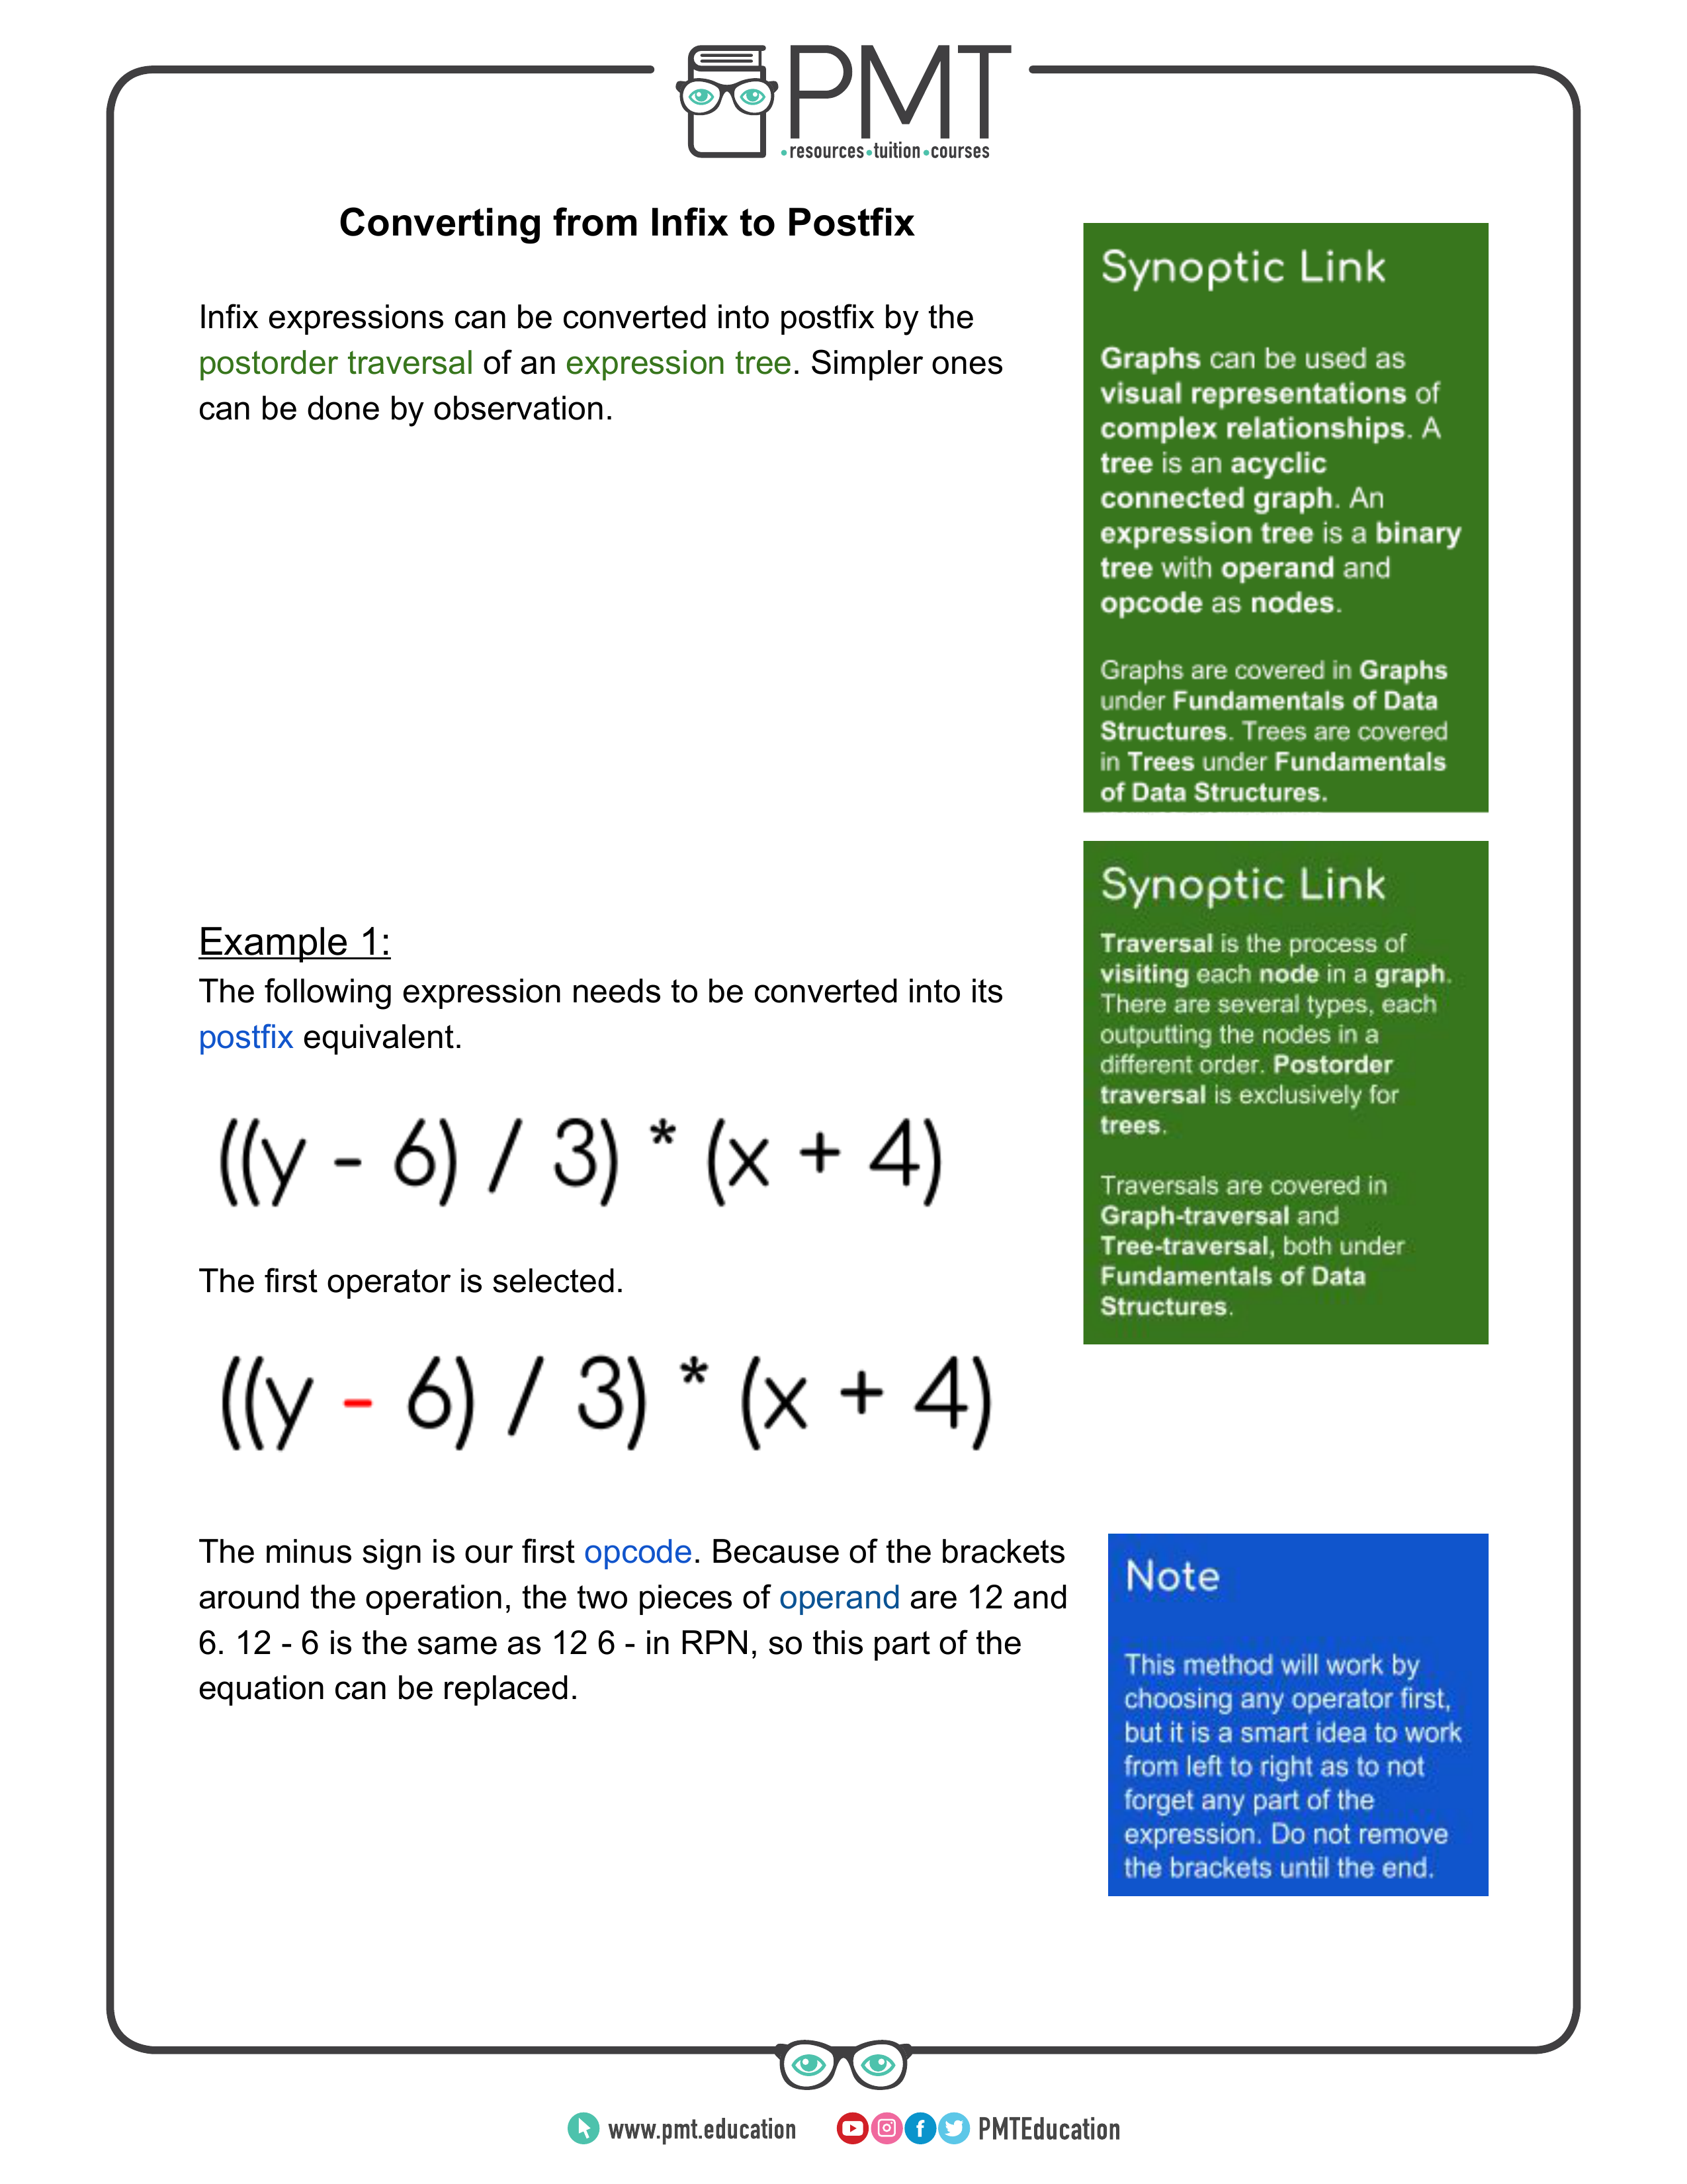 PMT
resources tuition courses
Converting from Infix to Postfix
Infix expressions can be converted into postfix by the
postorder traversal of an expression tree. Simpler ones
can be done by observation.
Synoptic Link
Graphs can be used as
visual representations of
complex relationships. A
tree is an acyclic
connected graph. An
expression tree is a binary
tree with operand and
opcode as nodes.
Graphs are covered in Graphs
under Fundamentals of Data
Structures. Trees are covered
in Trees under Fundamentals
of Data Structures.
Synoptic Link
Traversal is the process of
visiting each node in a graph.
There are several types, each
outputting the nodes in a
different order. Postorder
traversal is exclusively for
trees.
Traversals are covered in
Graph-traversal and
Tree-traversal, both under
Fundamentals of Data
Structures.
Example 1:
The following expression needs to be converted into its
postfix equivalent.
((y - 6) / 3) * (x + 4)
The first operator is selected.
((y - 6) / 3) * (x + 4)
The minus sign is our first opcode. Because of the brackets
around the operation, the two pieces of operand are 12 and
6. 12 - 6 is the same as 12 6 - in RPN, so this part of the
equation can be replaced.
Note
This method will work by
choosing any operator first,
but it is a smart idea to work
from left to right as to not
forget any part of the
expression. Do not remove
the brackets until the end.
www.pmt.education
PMTEducation